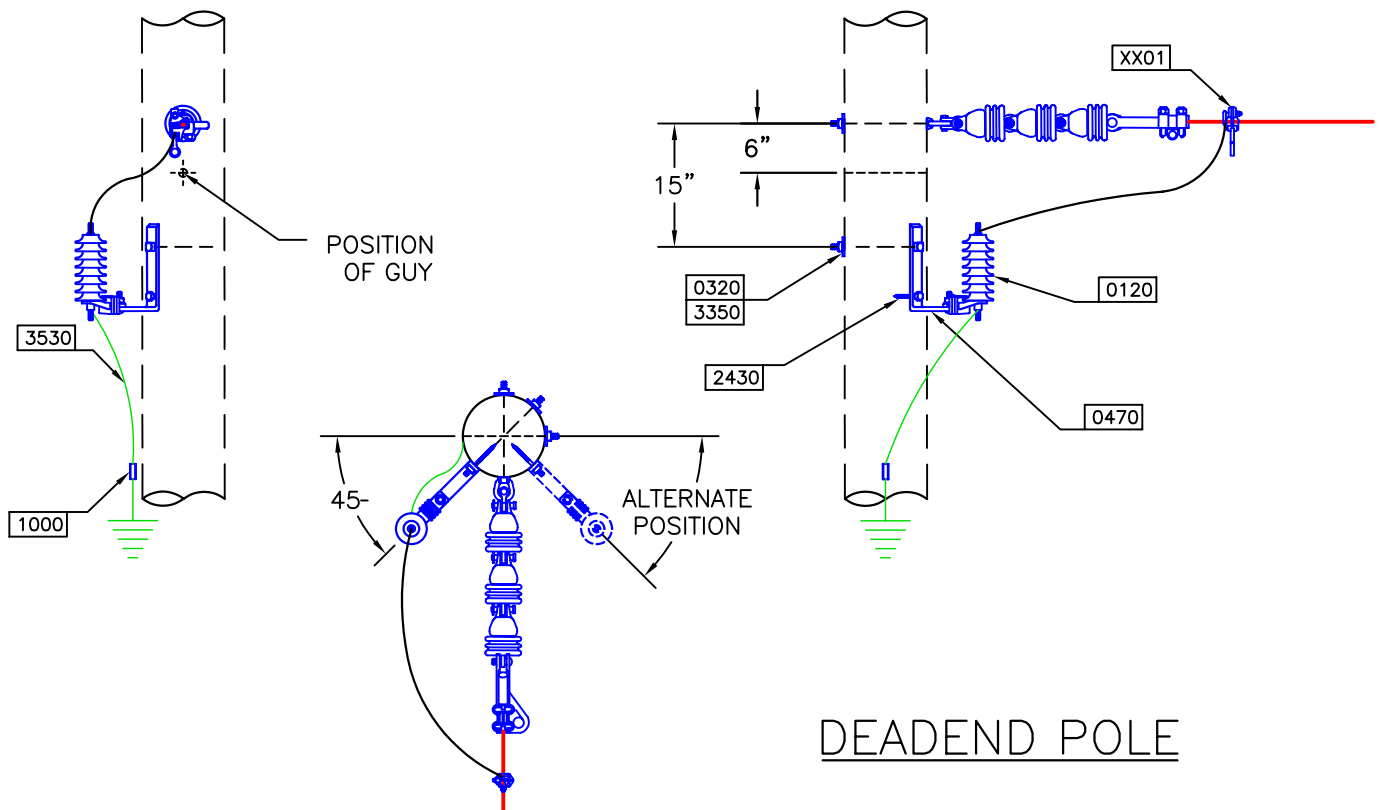 XX01
6”
15”
POSITION
OF GUY
0320
3350
0120
3530
2430
0470
45-
ALTERNATE
POSITION
1000
DEADEND POLE